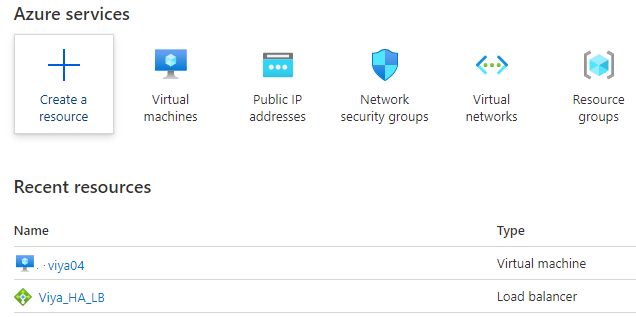 Azure services
Create a resource
Virtual machines
Public IP addresses
Network security groups
Virtual networks
Resource groups
Recent resources
Name Type
viya04 Virtual machine
Viya_HA_LB Load balancer